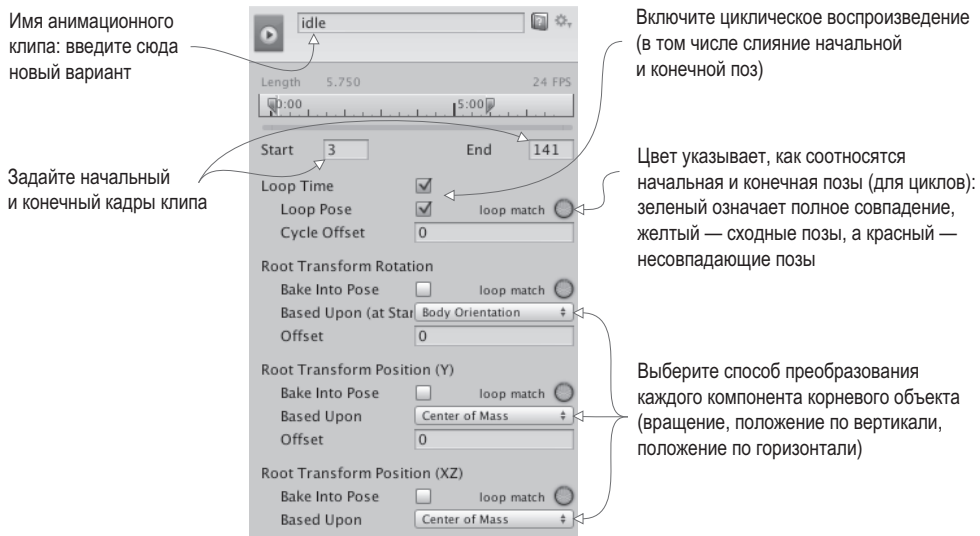 Имя анимационного
клипа: введите сюда
новый вариант
Задайте начальный
и конечный кадры клипа
idle
Length 5.750 24 FPS
0:00 5:00
Start 3 End 141
Loop Time
Loop Pose loop match
Cycle Offset 0
Root Transform Rotation
Bake Into Pose loop match
Based Upon (at Star Body Orientation
Offset 0
Root Transform Position (Y)
Bake Into Pose loop match
Based Upon Center of Mass
Offset 0
Root Transform Position (XZ)
Bake Into Pose loop match
Based Upon Center of Mass
Включите циклическое воспроизведение
(в том числе слияние начальной
и конечной поз)
Цвет указывает, как соотносятся
начальная и конечная позы (для циклов):
зеленый означает полное совпадение,
желтый — сходные позы, а красный —
несовпадающие позы
Выберите способ преобразования
каждого компонента корневого объекта
(вращение, положение по вертикали,
положение по горизонтали)